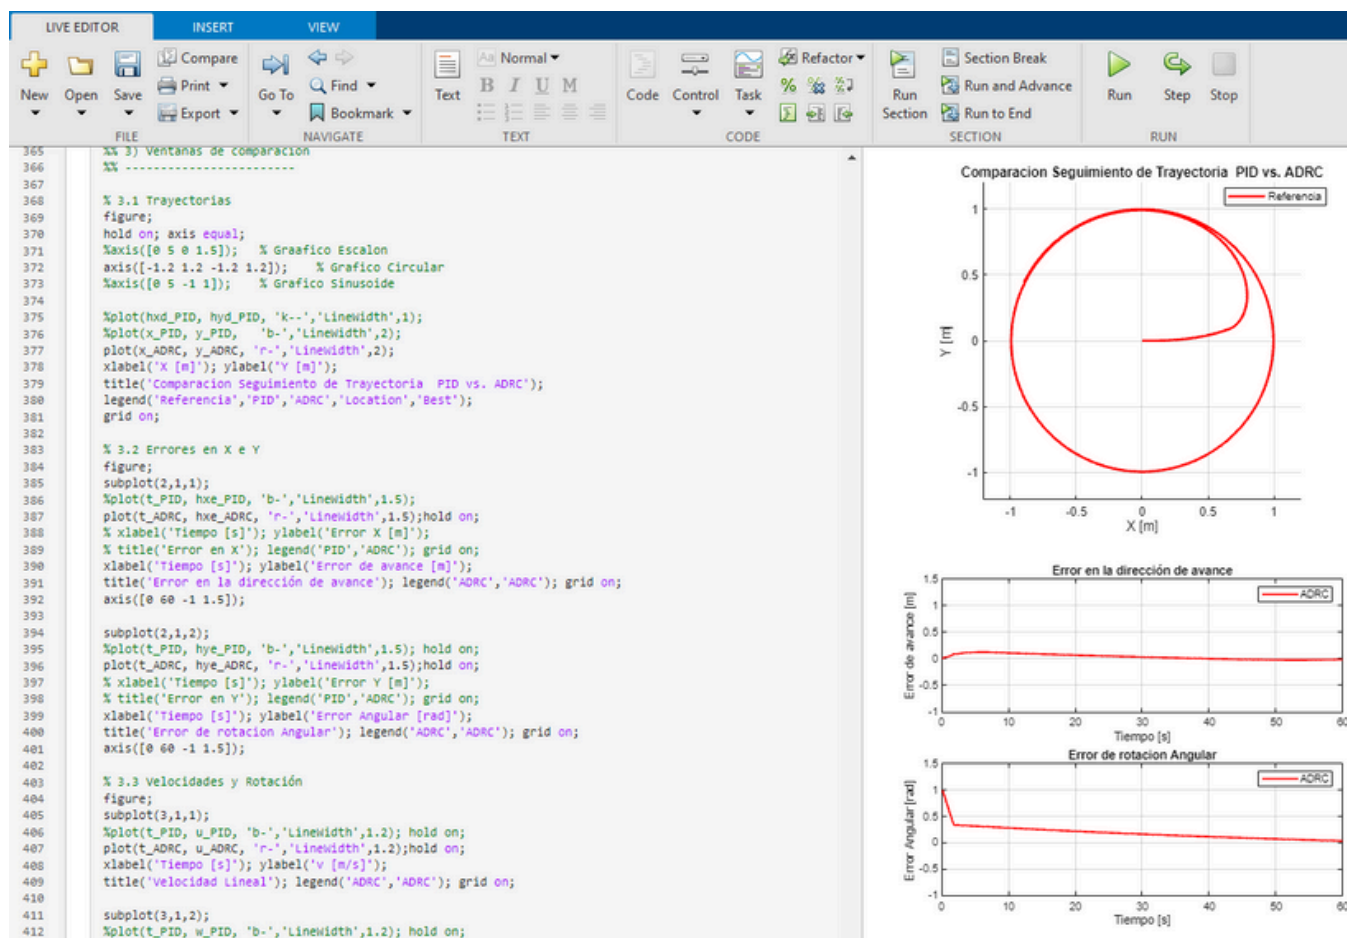 LIVE EDITOR INSERT VIEW
New Open Save Compare Print Export
FILE
Go To Find Bookmark
NAVIGATE
Text Aa Normal
B I U M
TEXT
Code Control Task Refactor
CODE
Run Section Section Break
Run and Advance
Run to End
SECTION
Run Step Stop
RUN
365 %% 3) Ventanas de comparacion
366 %% -------------------------
367
368 % 3.1 Trayectorias
369 figure;
370 hold on; axis equal;
371 %axis([0 5 0 1.5]); % Graafico Escalon
372 axis([-1.2 1.2 -1.2 1.2]); % Grafico Circular
373 %axis([0 5 -1 1]); % Grafico Sinusoide
374
375 %plot(hxd_PID, hyd_PID, 'k--','LineWidth',1);
376 %plot(x_PID, y_PID, 'b-','LineWidth',2);
377 plot(x_ADRC, y_ADRC, 'r-','LineWidth',2);
378 xlabel('X [m]'); ylabel('Y [m]');
379 title('Comparacion Seguimiento de Trayectoria  PID vs. ADRC');
380 legend('Referencia','PID','ADRC','Location','Best');
381 grid on;
382
383 % 3.2 Errores en X e Y
384 figure;
385 subplot(2,1,1);
386 %plot(t_PID, hxe_PID, 'b-','LineWidth',1.5);
387 plot(t_ADRC, hxe_ADRC, 'r-','LineWidth',1.5);hold on;
388 % xlabel('Tiempo [s]'); ylabel('Error X [m]');
389 % title('Error en X'); legend('PID','ADRC'); grid on;
390 xlabel('Tiempo [s]'); ylabel('Error de avance [m]');
391 title('Error en la dirección de avance'); legend('ADRC','ADRC'); grid on;
392 axis([0 60 -1 1.5]);
393
394 subplot(2,1,2);
395 %plot(t_PID, hye_PID, 'b-','LineWidth',1.5); hold on;
396 plot(t_ADRC, hye_ADRC, 'r-','LineWidth',1.5);hold on;
397 % xlabel('Tiempo [s]'); ylabel('Error Y [m]');
398 % title('Error en Y'); legend('PID','ADRC'); grid on;
399 xlabel('Tiempo [s]'); ylabel('Error Angular [rad]');
400 title('Error de rotacion Angular'); legend('ADRC','ADRC'); grid on;
401 axis([0 60 -1 1.5]);
402
403 % 3.3 Velocidades y Rotación
404 figure;
405 subplot(3,1,1);
406 %plot(t_PID, u_PID, 'b-','LineWidth',1.2); hold on;
407 plot(t_ADRC, u_ADRC, 'r-','LineWidth',1.2);hold on;
408 xlabel('Tiempo [s]'); ylabel('v [m/s]');
409 title('Velocidad Lineal'); legend('ADRC','ADRC'); grid on;
410
411 subplot(3,1,2);
412 %plot(t_PID, w_PID, 'b-','LineWidth',1.2); hold on;
Comparacion Seguimiento de Trayectoria  PID vs. ADRC
Referencia
1
0.5
0
-0.5
-1
Y [m]
-1 -0.5 0 0.5 1
X [m]
Error en la dirección de avance
ADRC
1.5
1
0.5
0
-0.5
-1
Error de avance [m]
0 10 20 30 40 50 60
Tiempo [s]
Error de rotacion Angular
ADRC
1.5
1
0.5
0
-0.5
-1
Error Angular [rad]
0 10 20 30 40 50 60
Tiempo [s]